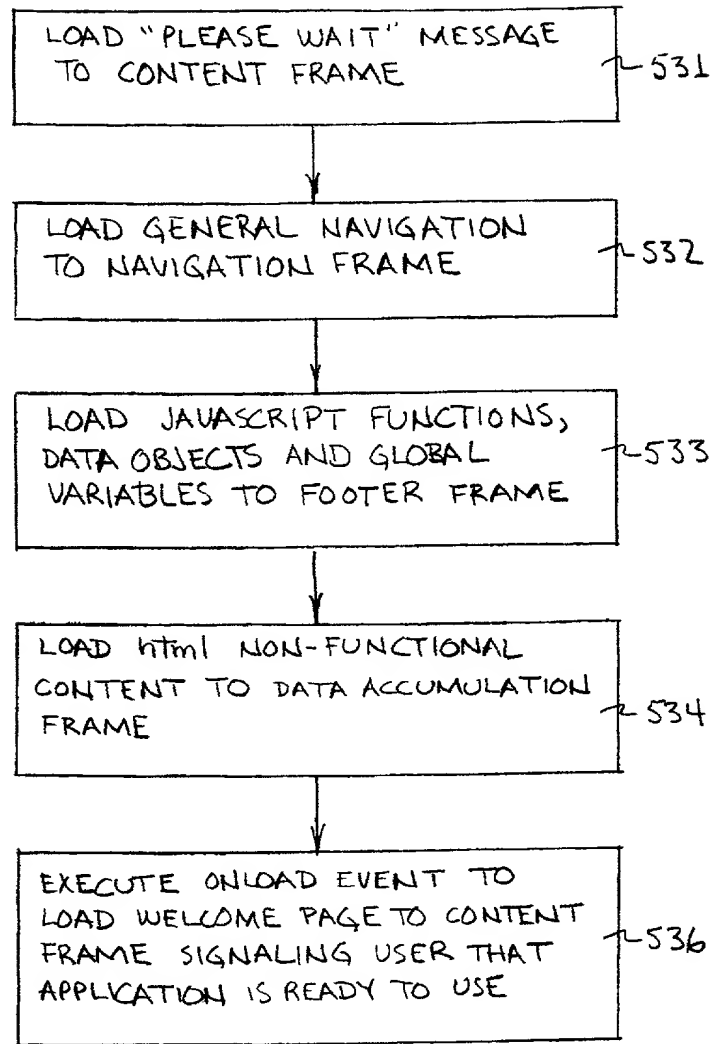 LOAD "PLEASE WAIT" MESSAGE
TO CONTENT FRAME
531
LOAD GENERAL NAVIGATION
TO NAVIGATION FRAME
532
LOAD JAVASCRIPT FUNCTIONS,
DATA OBJECTS AND GLOBAL
VARIABLES TO FOOTER FRAME
533
LOAD html NON-FUNCTIONAL
CONTENT TO DATA ACCUMULATION
FRAME
534
EXECUTE ONLOAD EVENT TO
LOAD WELCOME PAGE TO CONTENT
FRAME SIGNALING USER THAT
APPLICATION IS READY TO USE
536